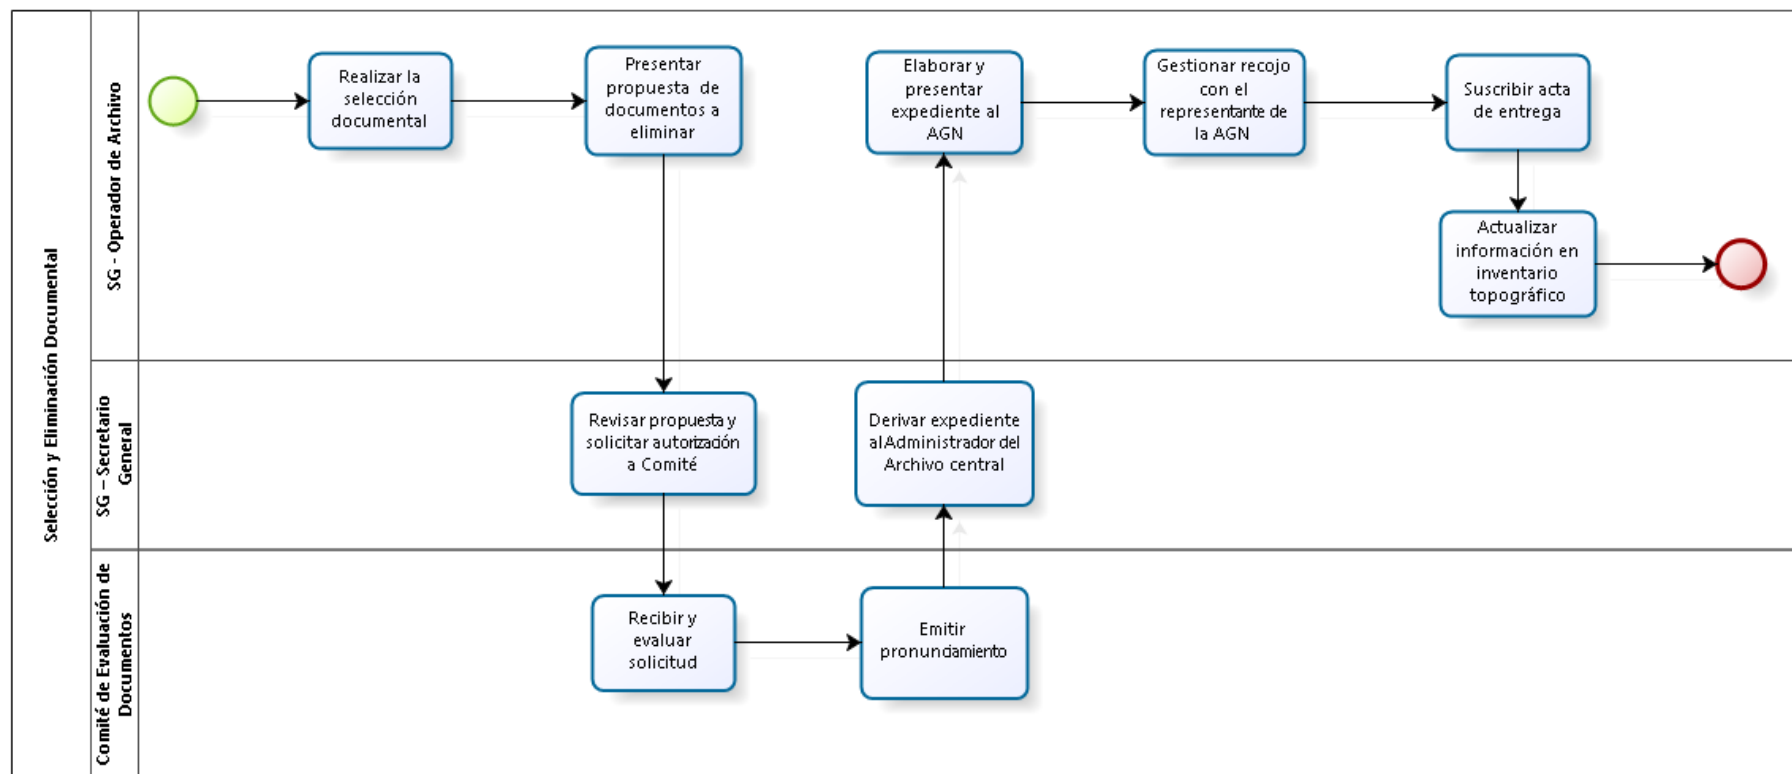 Selección y Eliminación Documental
SG - Operador de Archivo
Realizar la
selección
documental
Presentar
propuesta de
documentos a
eliminar
Elaborar y
presentar
expediente al
AGN
Gestionar recojo
con el
representante de
la AGN
Suscribir acta
de entrega
Actualizar
información en
inventario
topográfico
SG – Secretario
General
Revisar propuesta y
solicitar autorización
a Comité
Derivar expediente
al Administrador del
Archivo central
Comité de Evaluación de
Documentos
Recibir y
evaluar
solicitud
Emitir
pronunciamiento